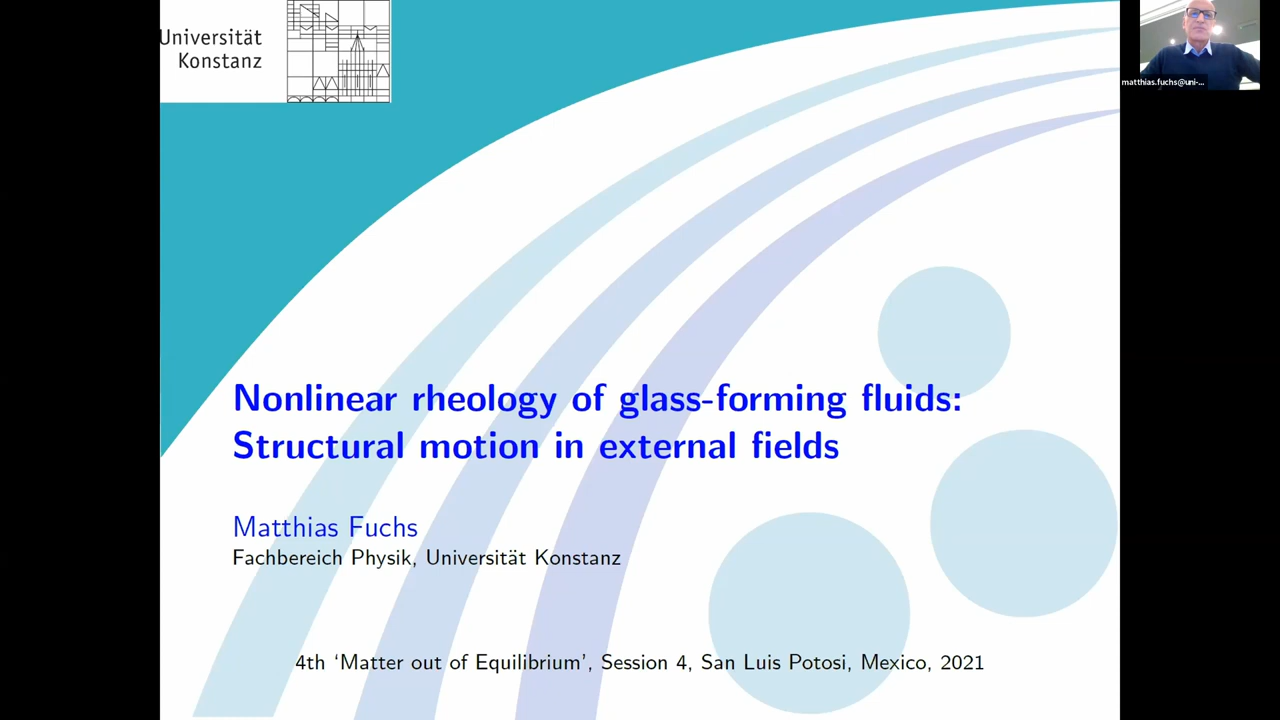 Universität
Konstanz
matthias.fuchs@uni-...
Nonlinear rheology of glass-forming fluids:
Structural motion in external fields
Matthias Fuchs
Fachbereich Physik, Universität Konstanz
4th ‘Matter out of Equilibrium’, Session 4, San Luis Potosi, Mexico, 2021